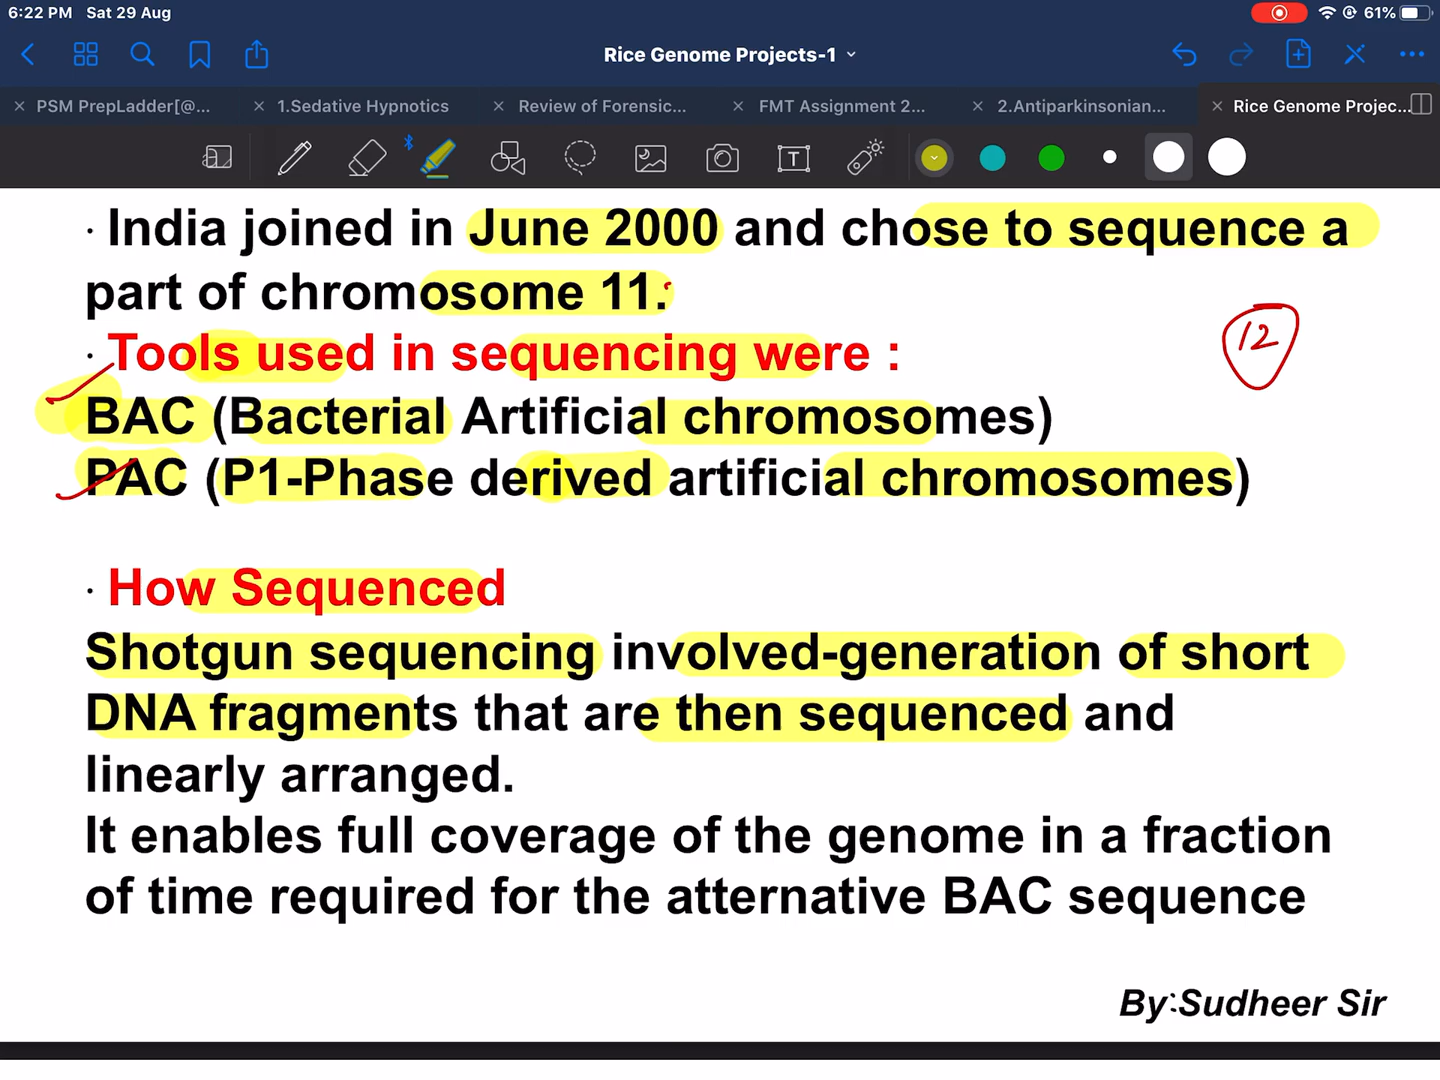 6:22 PM Sat 29 Aug 61%
Rice Genome Projects-1
PSM PrepLadder[@... 1.Sedative Hypnotics Review of Forensic... FMT Assignment 2... 2.Antiparkinsonian... Rice Genome Projec...
· India joined in June 2000 and chose to sequence a
part of chromosome 11.
12
· Tools used in sequencing were :
BAC (Bacterial Artificial chromosomes)
PAC (P1-Phase derived artificial chromosomes)
· How Sequenced
Shotgun sequencing involved-generation of short
DNA fragments that are then sequenced and
linearly arranged.
It enables full coverage of the genome in a fraction
of time required for the atternative BAC sequence
By:Sudheer Sir